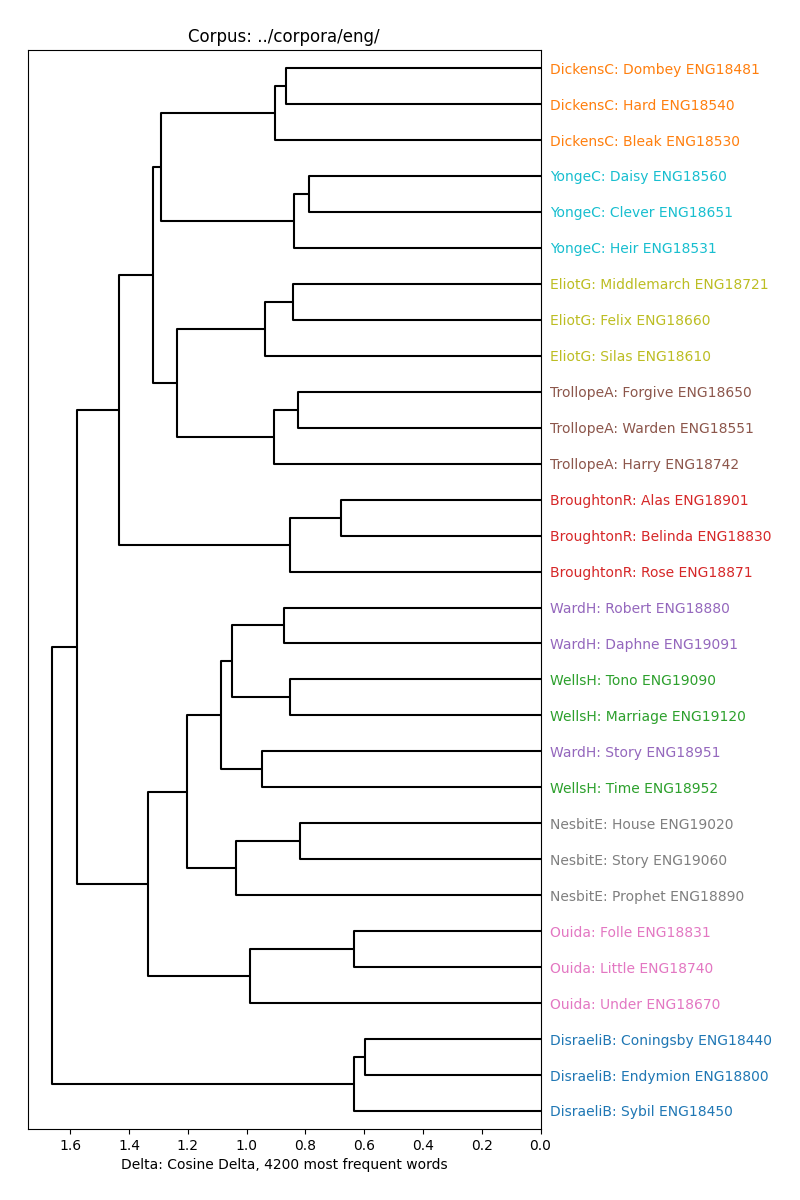 Corpus: ../corpora/eng/
DickensC: Dombey ENG18481
DickensC: Hard ENG18540
DickensC: Bleak ENG18530
YongeC: Daisy ENG18560
YongeC: Clever ENG18651
YongeC: Heir ENG18531
EliotG: Middlemarch ENG18721
EliotG: Felix ENG18660
EliotG: Silas ENG18610
TrollopeA: Forgive ENG18650
TrollopeA: Warden ENG18551
TrollopeA: Harry ENG18742
BroughtonR: Alas ENG18901
BroughtonR: Belinda ENG18830
BroughtonR: Rose ENG18871
WardH: Robert ENG18880
WardH: Daphne ENG19091
WellsH: Tono ENG19090
WellsH: Marriage ENG19120
WardH: Story ENG18951
WellsH: Time ENG18952
NesbitE: House ENG19020
NesbitE: Story ENG19060
NesbitE: Prophet ENG18890
Ouida: Folle ENG18831
Ouida: Little ENG18740
Ouida: Under ENG18670
DisraeliB: Coningsby ENG18440
DisraeliB: Endymion ENG18800
DisraeliB: Sybil ENG18450
1.6 1.4 1.2 1.0 0.8 0.6 0.4 0.2 0.0
Delta: Cosine Delta, 4200 most frequent words